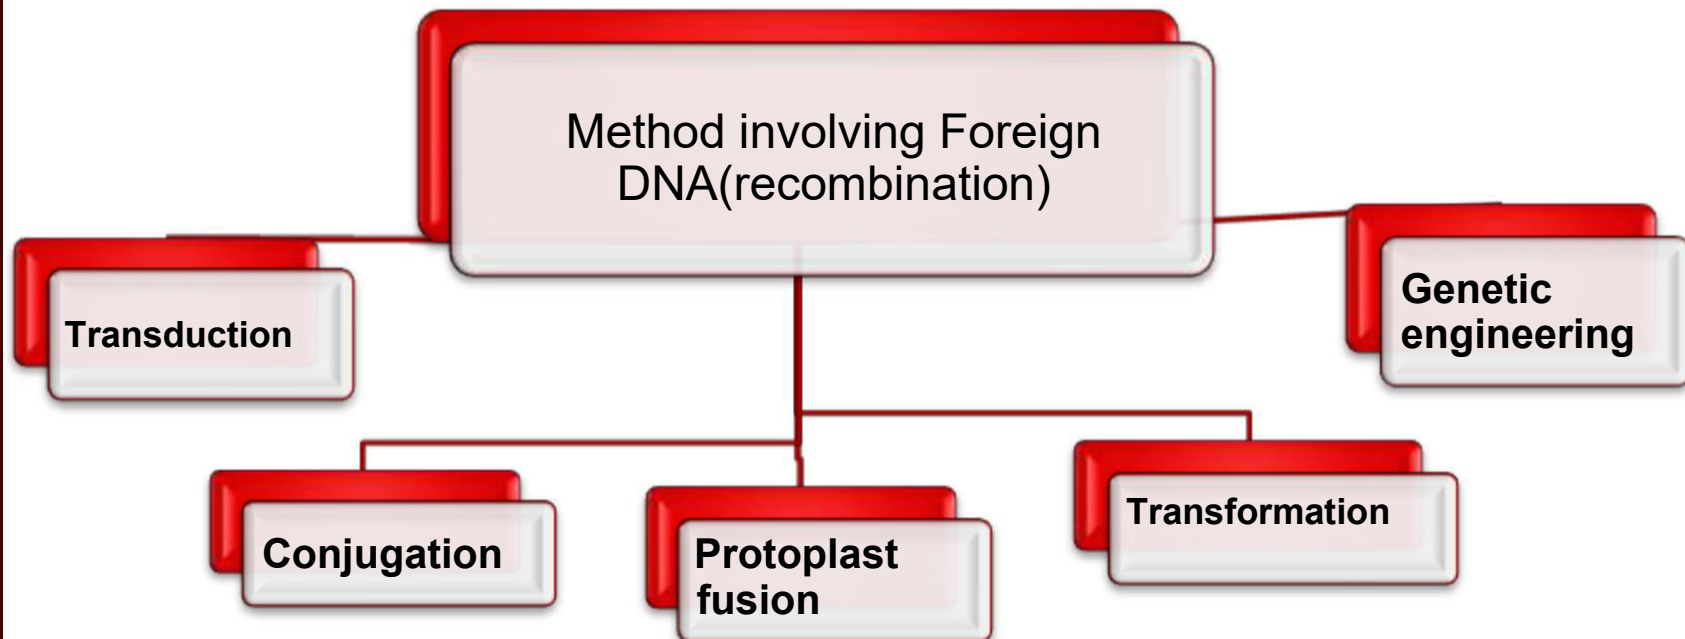 Method involving Foreign
DNA(recombination)
Transduction
Genetic
engineering
Conjugation
Protoplast
fusion
Transformation